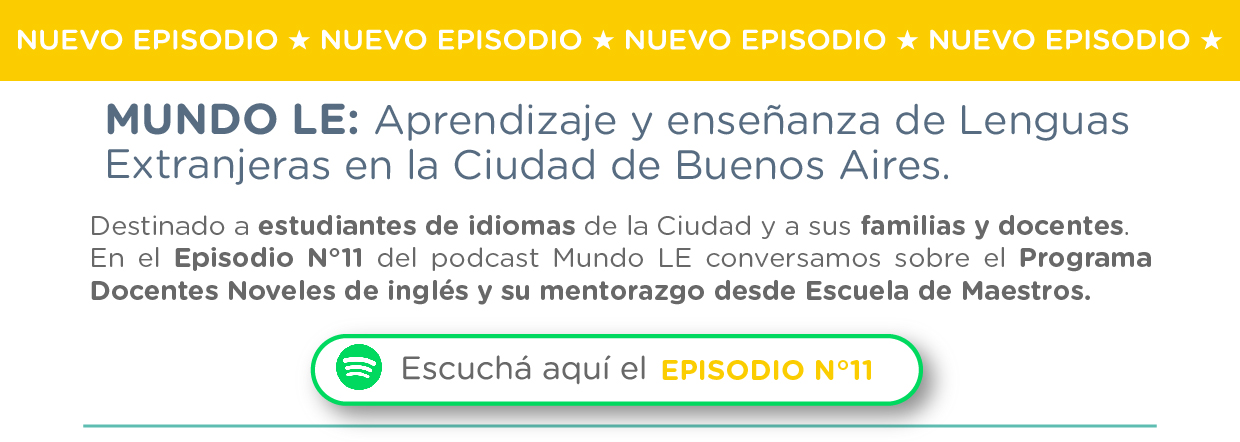 NUEVO EPISODIO ★ NUEVO EPISODIO ★ NUEVO EPISODIO ★ NUEVO EPISODIO ★
MUNDO LE: Aprendizaje y enseñanza de Lenguas
Extranjeras en la Ciudad de Buenos Aires.
Destinado a estudiantes de idiomas de la Ciudad y a sus familias y docentes.
En el Episodio N°11 del podcast Mundo LE conversamos sobre el Programa
Docentes Noveles de inglés y su mentorazgo desde Escuela de Maestros.
Escuchá aquí el EPISODIO N°11